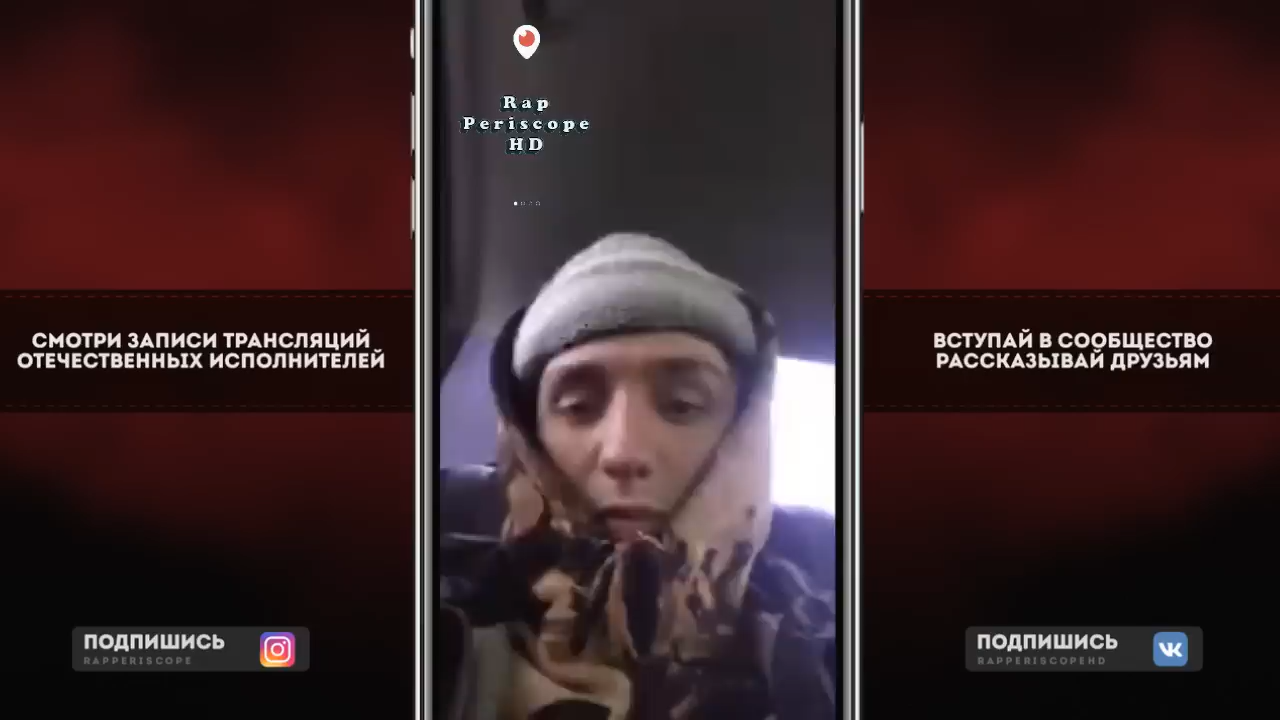 Rap
Periscope
HD
СМОТРИ ЗАПИСИ ТРАНСЛЯЦИЙ
ОТЕЧЕСТВЕННЫХ ИСПОЛНИТЕЛЕЙ
ВСТУПАЙ В СООБЩЕСТВО
РАССКАЗЫВАЙ ДРУЗЬЯМ
ПОДПИШИСЬ
RAPPERISCOPE
ПОДПИШИСЬ
RAPPERISCOPEHD